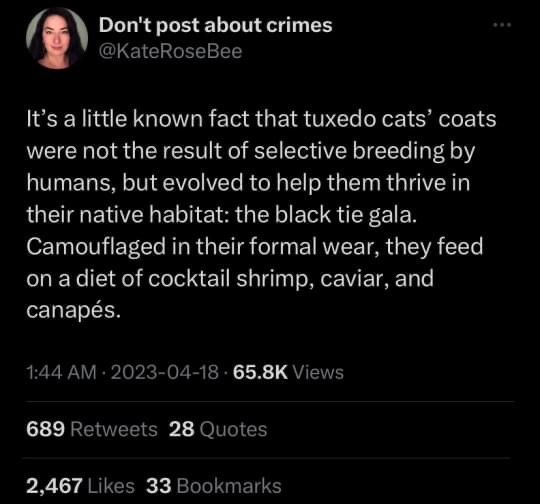 Don't post about crimes
@KateRoseBee
It’s a little known fact that tuxedo cats’ coats
were not the result of selective breeding by
humans, but evolved to help them thrive in
their native habitat: the black tie gala.
Camouflaged in their formal wear, they feed
on a diet of cocktail shrimp, caviar, and
canapés.
1:44 AM · 2023-04-18 · 65.8K Views
689 Retweets 28 Quotes
2,467 Likes 33 Bookmarks